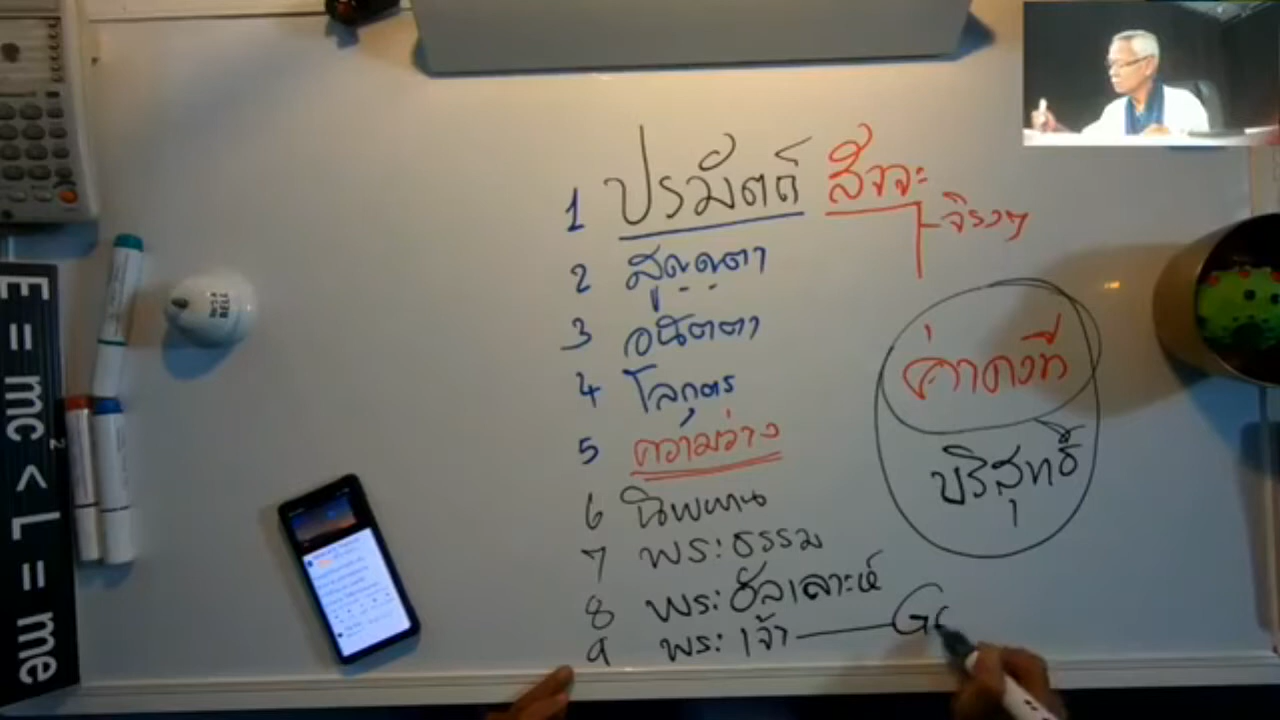 1 ปรมัตถ์ สัจจะ
จริงๆ
2 สูญญตา
3 อนัตตา
4 โลกุตร
5 ความว่าง
6 นิพพาน
7 พระธรรม
8 พระอัลเลาะห์
9 พระเจ้า — G
ค่าคงที่
บริสุทธิ์
E = mc² < L = me